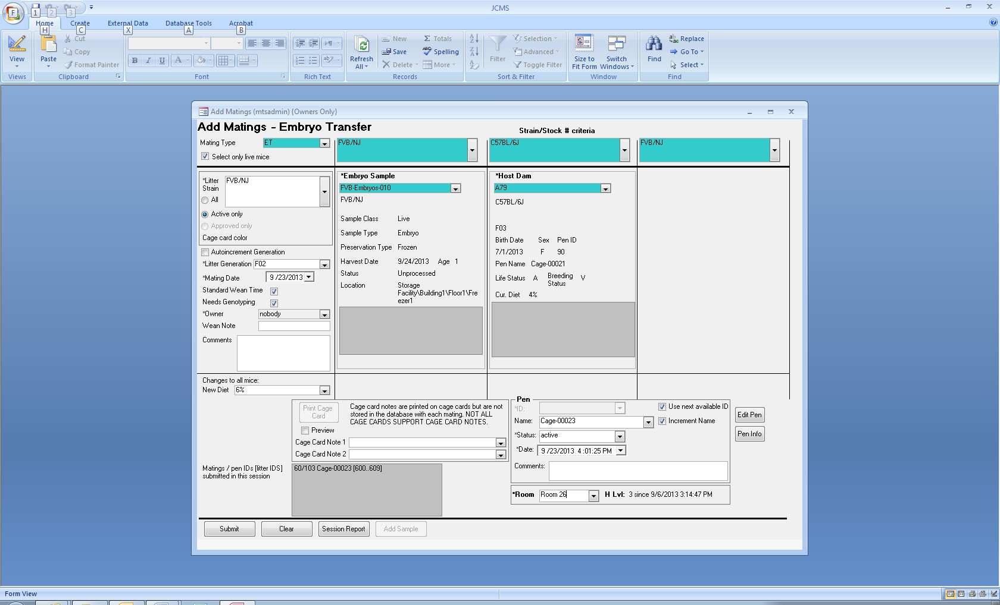 JCMS
F
1
2
3
Home
Create
External Data
Database Tools
Acrobat
H
C
X
A
B
View
Paste
Cut
Copy
Format Painter
B I U
Refresh
All
New
Save
Delete
Totals
Spelling
More
Filter
Selection
Advanced
Toggle Filter
Size to
Fit Form
Switch
Windows
Find
Replace
Go To
Select
Views
Clipboard
Font
Rich Text
Records
Sort & Filter
Window
Find
Add Matings (mtsadmin) {Owners Only}
Add Matings - Embryo Transfer
Strain/Stock # criteria
Mating Type ET
FVB/NJ
C57BL/6J
FVB/NJ
Select only live mice
*Litter
Strain
FVB/NJ
All
Active only
Approved only
Cage card color
Autoincrement Generation
*Litter Generation F02
*Mating Date 9 /23/2013
Standard Wean Time
Needs Genotyping
*Owner nobody
Wean Note
Comments
*Embryo Sample
FVB-Embryos-010
FVB/NJ
Sample Class Live
Sample Type Embryo
Preservation Type Frozen
Harvest Date 9/24/2013 Age 1
Status Unprocessed
Location Storage
Facility\Building1\Floor1\Fre
ezer1
*Host Dam
A79
C57BL/6J
F03
Birth Date Sex Pen ID
7/1/2013 F 90
Pen Name Cage-00021
Life Status A Breeding
Status V
Cur. Diet 4%
Changes to all mice:
New Diet 6%
Print Cage
Card
Preview
Cage card notes are printed on cage cards but are not
stored in the database with each mating. NOT ALL
CAGE CARDS SUPPORT CAGE CARD NOTES.
Cage Card Note 1
Cage Card Note 2
Pen
*ID:
Use next available ID
Name: Cage-00023
Increment Name
*Status: active
*Date: 9 /23/2013 4 :01:25 PM
Comments:
Edit Pen
Pen Info
Matings / pen IDs [litter IDS]
submitted in this session
60/103 Cage-00023 [600..609]
*Room Room 26 H Lvl: 3 since 9/6/2013 3:14:47 PM
Submit
Clear
Session Report
Add Sample
Form View